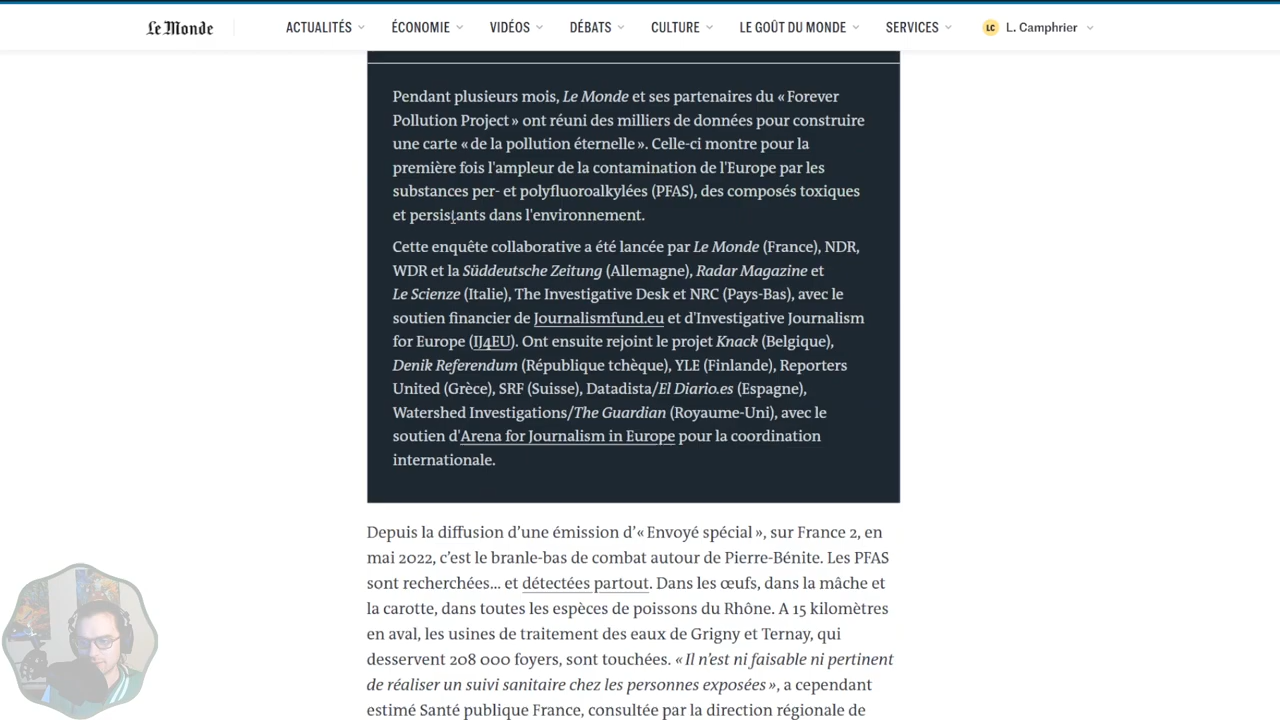 Le Monde
ACTUALITÉS
ÉCONOMIE
VIDÉOS
DÉBATS
CULTURE
LE GOÛT DU MONDE
SERVICES
LC
L. Camphrier
Pendant plusieurs mois, Le Monde et ses partenaires du « Forever
Pollution Project » ont réuni des milliers de données pour construire
une carte « de la pollution éternelle ». Celle-ci montre pour la
première fois l'ampleur de la contamination de l'Europe par les
substances per- et polyfluoroalkylées (PFAS), des composés toxiques
et persistants dans l'environnement.
Cette enquête collaborative a été lancée par Le Monde (France), NDR,
WDR et la Süddeutsche Zeitung (Allemagne), Radar Magazine et
Le Scienze (Italie), The Investigative Desk et NRC (Pays-Bas), avec le
soutien financier de Journalismfund.eu et d'Investigative Journalism
for Europe (IJ4EU). Ont ensuite rejoint le projet Knack (Belgique),
Denik Referendum (République tchèque), YLE (Finlande), Reporters
United (Grèce), SRF (Suisse), Datadista/El Diario.es (Espagne),
Watershed Investigations/The Guardian (Royaume-Uni), avec le
soutien d'Arena for Journalism in Europe pour la coordination
internationale.
Depuis la diffusion d’une émission d’« Envoyé spécial », sur France 2, en
mai 2022, c’est le branle-bas de combat autour de Pierre-Bénite. Les PFAS
sont recherchées… et détectées partout. Dans les œufs, dans la mâche et
la carotte, dans toutes les espèces de poissons du Rhône. A 15 kilomètres
en aval, les usines de traitement des eaux de Grigny et Ternay, qui
desservent 208 000 foyers, sont touchées. « Il n’est ni faisable ni pertinent
de réaliser un suivi sanitaire chez les personnes exposées », a cependant
estimé Santé publique France, consultée par la direction régionale de